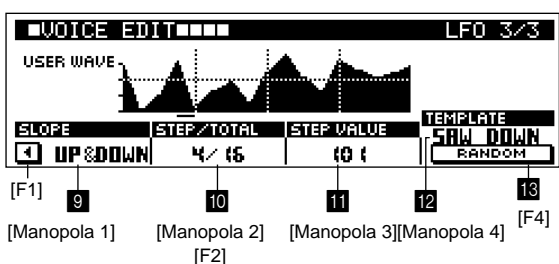 VOICE EDIT LFO 3/3
USER WAVE
TEMPLATE
SLOPE STEP/TOTAL STEP VALUE SAW DOWN
UP&DOWN 4/16 101 RANDOM
[F1] 9 10 11 12 13
[F4]
[Manopola 1] [Manopola 2] [Manopola 3][Manopola 4]
[F2]